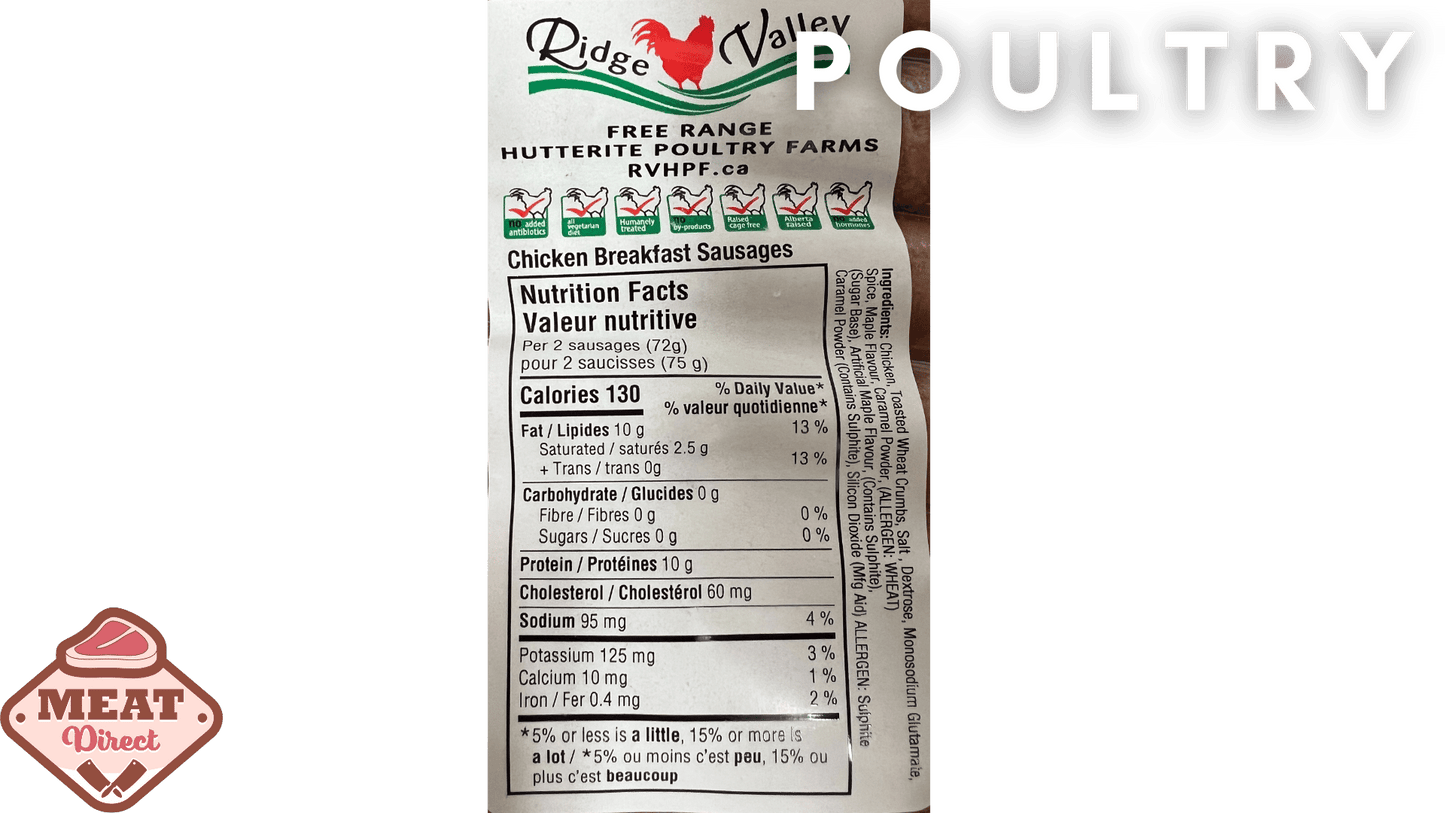 Ridge Valley
POULTRY
FREE RANGE
HUTTERITE POULTRY FARMS
RVHPF.ca
no added antibiotics
all vegetarian diet
Humanely treated
no by-products
Raised cage free
Alberta raised
no added hormones
Chicken Breakfast Sausages
Nutrition Facts
Valeur nutritive
Per 2 sausages (72g)
pour 2 saucisses (75 g)
Calories 130
% Daily Value*
% valeur quotidienne*
Fat / Lipides 10 g 13 %
Saturated / saturés 2.5 g
+ Trans / trans 0g 13 %
Carbohydrate / Glucides 0 g
Fibre / Fibres 0 g 0 %
Sugars / Sucres 0 g 0 %
Protein / Protéines 10 g
Cholesterol / Cholestérol 60 mg
Sodium 95 mg 4 %
Potassium 125 mg 3 %
Calcium 10 mg 1 %
Iron / Fer 0.4 mg 2 %
*5% or less is a little, 15% or more is
a lot / *5% ou moins c'est peu, 15% ou
plus c'est beaucoup
Ingredients: Chicken, Toasted Wheat Crumbs, Salt , Dextrose, Monosodium Glutamate,
Spice, Maple Flavour, Caramel Powder, (ALLERGEN: WHEAT)
(Sugar Base), Artificial Maple Flavour, (Contains Sulphite),
Caramel Powder (Contains Sulphite), Silicon Dioxide (Mfg Aid) ALLERGEN: Sulphite
MEAT
Direct